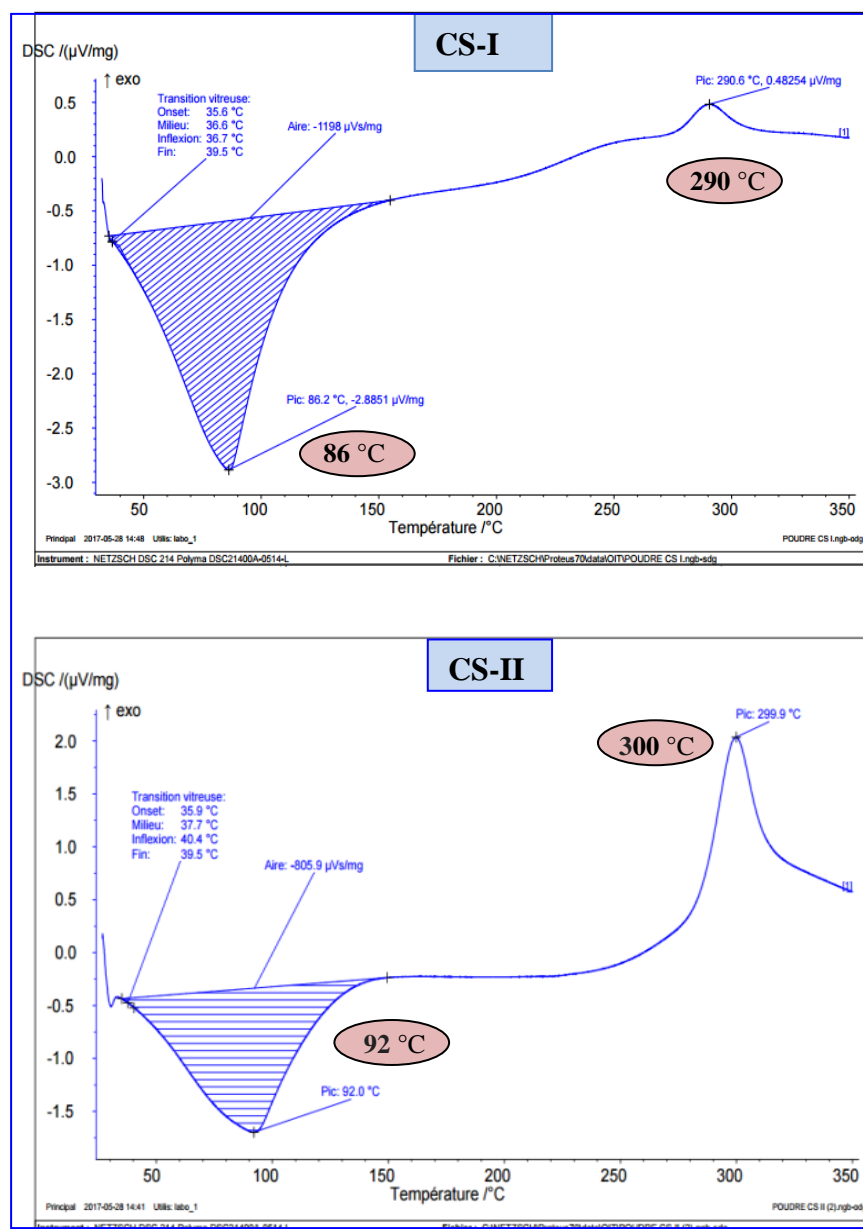 CS-I
DSC /(µV/mg)
↑ exo
Pic: 290.6 °C, 0.48254 µV/mg
Transition vitreuse:
Onset: 35.6 °C
Milieu: 36.6 °C
Inflexion: 36.7 °C
Fin: 39.5 °C
Aire: -1198 µVs/mg
[1]
0.5
0.0
-0.5
-1.0
-1.5
-2.0
-2.5
-3.0
290 °C
Pic: 86.2 °C, -2.8851 µV/mg
86 °C
50 100 150 200 250 300 350
Température /°C
Principal 2017-05-28 14:48 Utilis: labo_1 POUDRE CS I.ngb-sdg
Instrument : NETZSCH DSC 214 Polyma DSC21400A-0514-L Fichier : C:\NETZSCH\Proteus70\data\OIT\POUDRE CS I.ngb-sdg
CS-II
DSC /(µV/mg)
↑ exo
Pic: 299.9 °C
300 °C
Transition vitreuse:
Onset: 35.9 °C
Milieu: 37.7 °C
Inflexion: 40.4 °C
Fin: 39.5 °C
Aire: -805.9 µVs/mg
[1]
2.0
1.5
1.0
0.5
0.0
-0.5
-1.0
-1.5
92 °C
Pic: 92.0 °C
50 100 150 200 250 300 350
Température /°C
Principal 2017-05-28 14:41 Utilis: labo_1 POUDRE CS II (2).ngb-